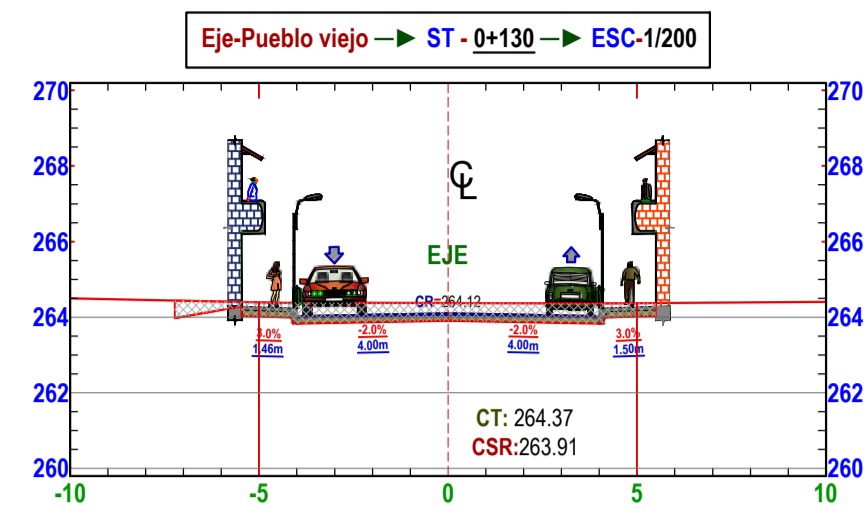 Eje-Pueblo viejo ST - 0+130 ESC-1/200
270 270
268 268
℄
266 266
EJE
CR=264.12
264 264
3.0% -2.0% -2.0% 3.0%
1.46m 4.00m 4.00m 1.50m
262 262
CT: 264.37
CSR:263.91
260 260
-10 -5 0 5 10